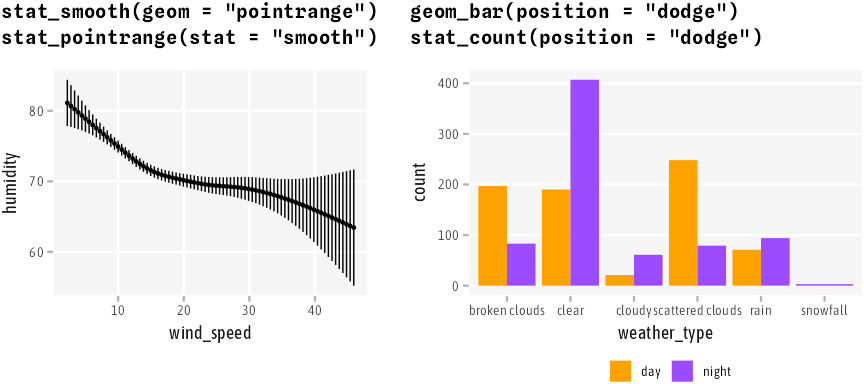 stat_smooth(geom = "pointrange")
stat_pointrange(stat = "smooth")
80
70
60
humidity
10 20 30 40
wind_speed
geom_bar(position = "dodge")
stat_count(position = "dodge")
400
300
200
100
0
count
broken clouds clear cloudy scattered clouds rain snowfall
weather_type
day night